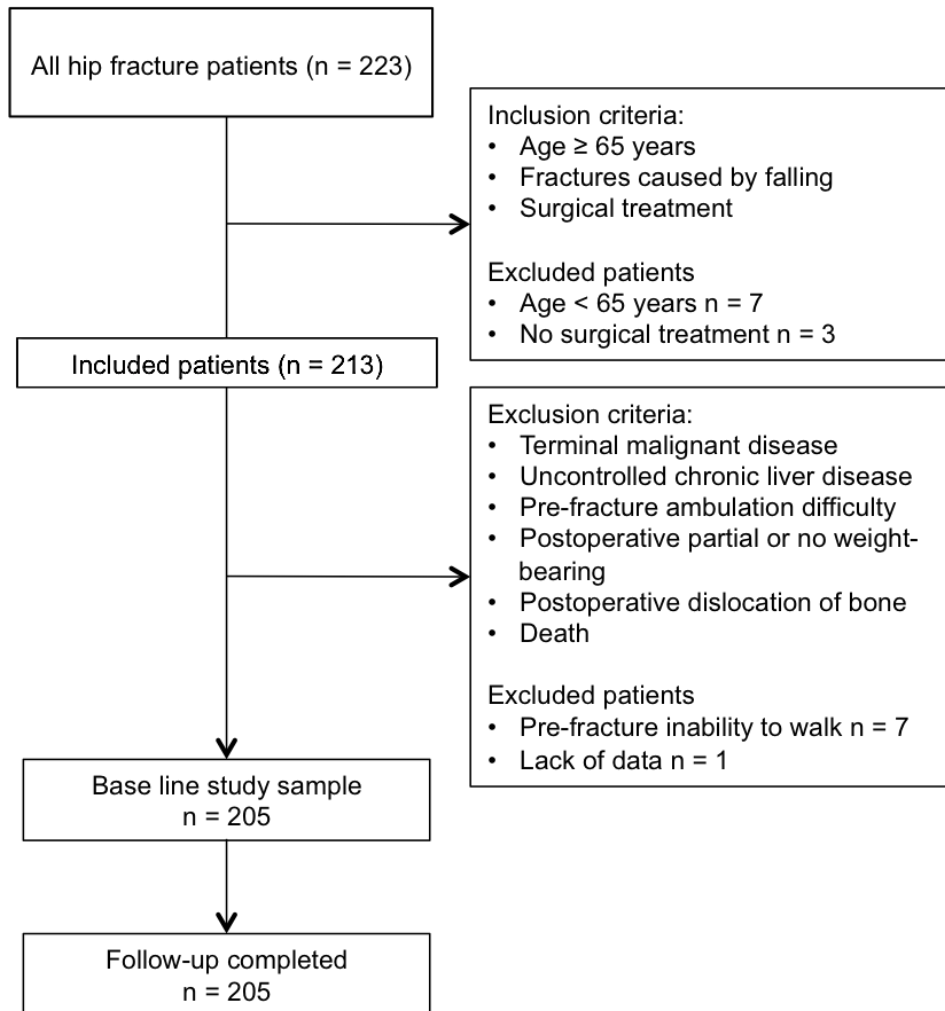 All hip fracture patients (n = 223)
Inclusion criteria:
• Age ≥ 65 years
• Fractures caused by falling
• Surgical treatment
Excluded patients
• Age < 65 years n = 7
• No surgical treatment n = 3
Included patients (n = 213)
Exclusion criteria:
• Terminal malignant disease
• Uncontrolled chronic liver disease
• Pre-fracture ambulation difficulty
• Postoperative partial or no weight-
bearing
• Postoperative dislocation of bone
• Death
Excluded patients
• Pre-fracture inability to walk n = 7
• Lack of data n = 1
Base line study sample
n = 205
Follow-up completed
n = 205